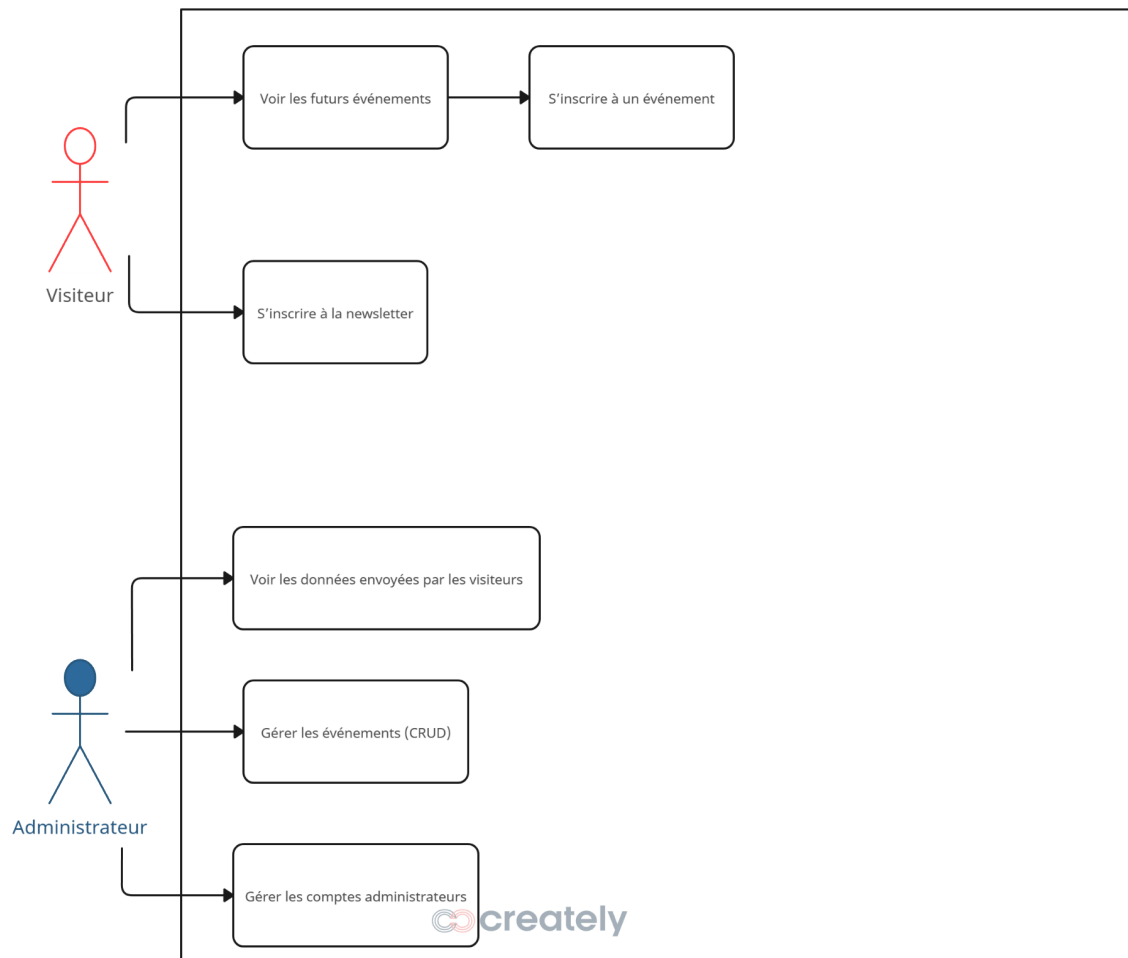 Voir les futurs événements
S’inscrire à un événement
Visiteur
S’inscrire à la newsletter
Voir les données envoyées par les visiteurs
Gérer les événements (CRUD)
Administrateur
Gérer les comptes administrateurs
creately